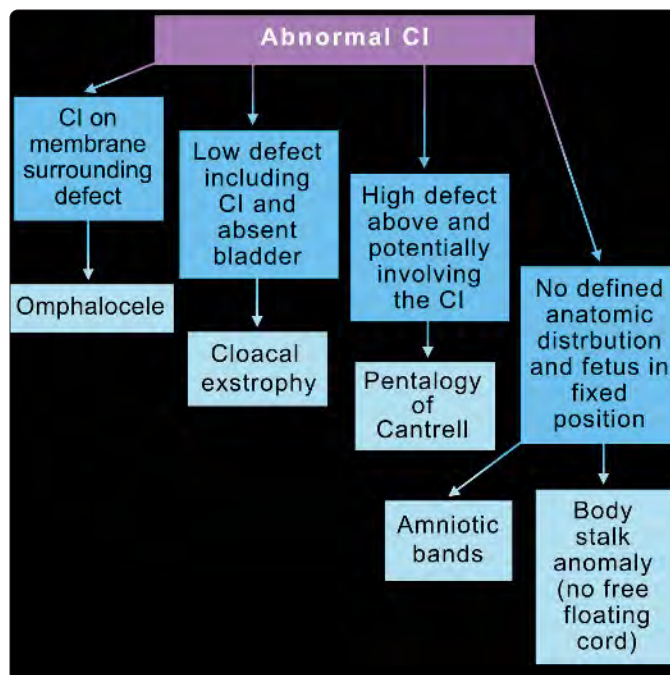 Abnormal CI
CI on
membrane
surrounding
defect
Omphalocele
Low defect
including
CI and
absent
bladder
Cloacal
exstrophy
High defect
above and
potentially
involving
the CI
Pentalogy
of
Cantrell
No defined
anatomic
distrbution
and fetus in
fixed
position
Amniotic
bands
Body
stalk
anomaly
(no free
floating
cord)